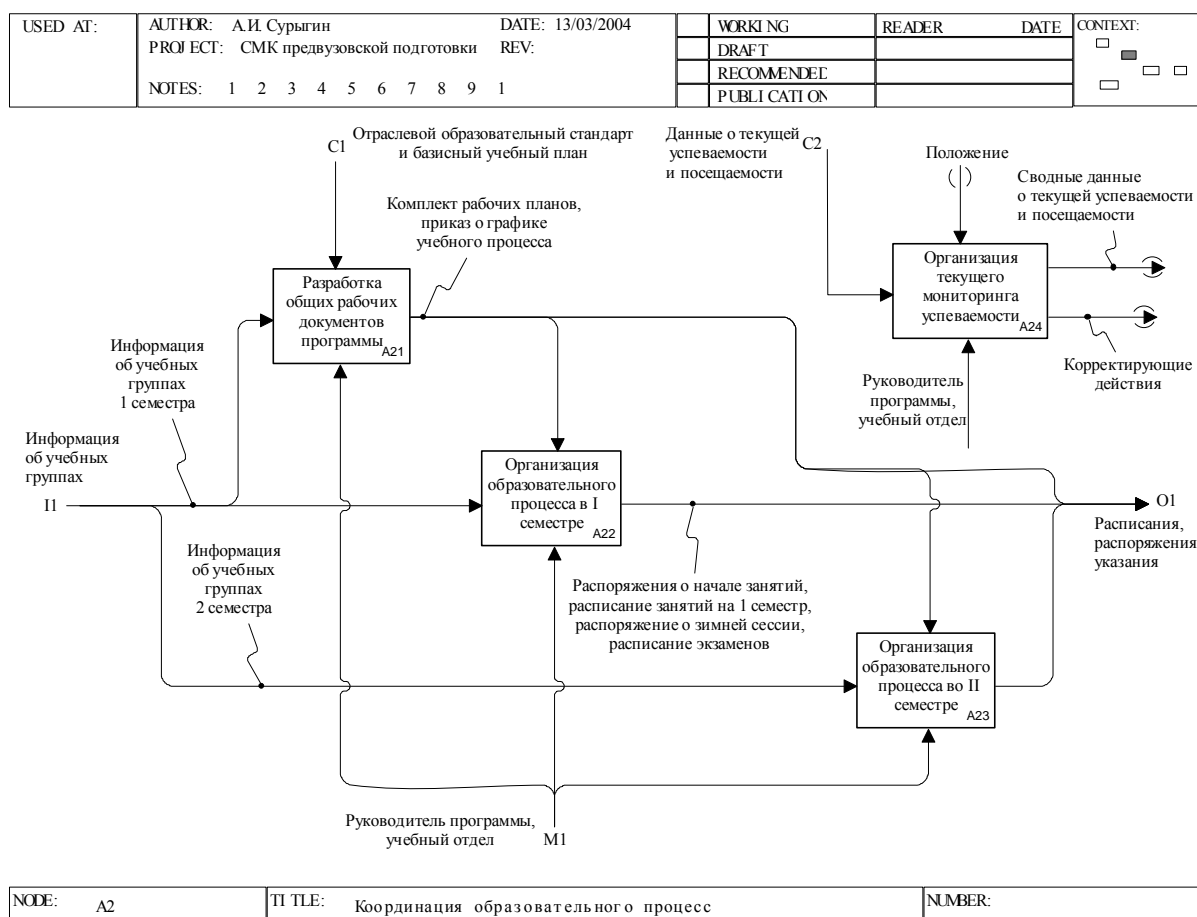 USED AT:
AUTHOR: А.И. Сурыгин
DATE: 13/03/2004
PROJECT: СМК предвузовской подготовки
REV:
NOTES: 1 2 3 4 5 6 7 8 9 1
WORKING
DRAFT
RECOMMENDED
PUBLICATION
READER
DATE
CONTEXT:
C1
Отраслевой образовательный стандарт
и базисный учебный план
Данные о текущей
успеваемости
и посещаемости
C2
Положение
Сводные данные
о текущей успеваемости
и посещаемости
Комплект рабочих планов,
приказ о графике
учебного процесса
Разработка
общих рабочих
документов
программы
A21
Организация
текущего
мониторинга
успеваемости
A24
Информация
об учебных
группах
1 семестра
Корректирующие
действия
Руководитель
программы,
учебный отдел
Информация
об учебных
группах
I1
Организация
образовательного
процесса в I
семестре
A22
O1
Расписания,
распоряжения
указания
Информация
об учебных
группах
2 семестра
Распоряжения о начале занятий,
расписание занятий на 1 семестр,
распоряжение о зимней сессии,
расписание экзаменов
Организация
образовательного
процесса во II
семестре
A23
Руководитель программы,
учебный отдел
M1
NODE: A2
TITLE: Координация образовательного процесс
NUMBER: